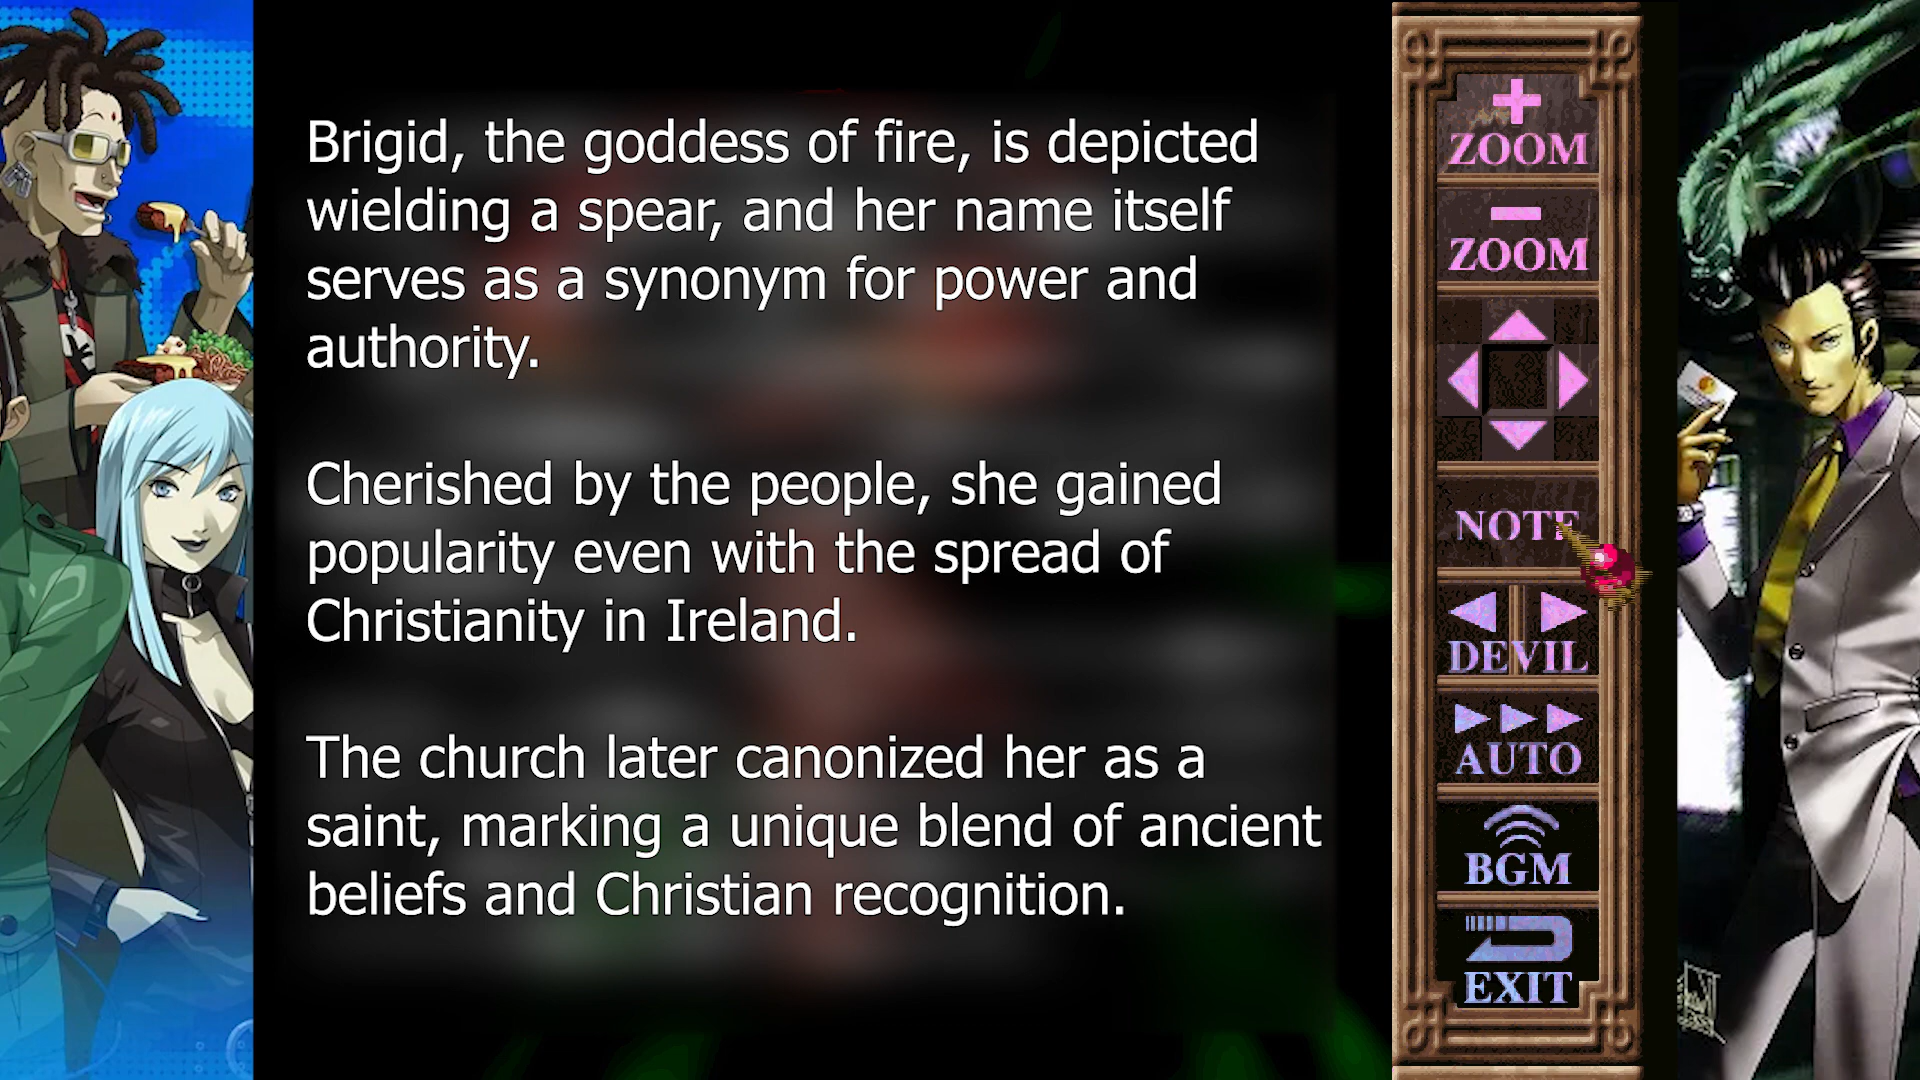 Brigid, the goddess of fire, is depicted
wielding a spear, and her name itself
serves as a synonym for power and
authority.
Cherished by the people, she gained
popularity even with the spread of
Christianity in Ireland.
The church later canonized her as a
saint, marking a unique blend of ancient
beliefs and Christian recognition.
ZOOM
ZOOM
NOTE
DEVIL
AUTO
BGM
EXIT